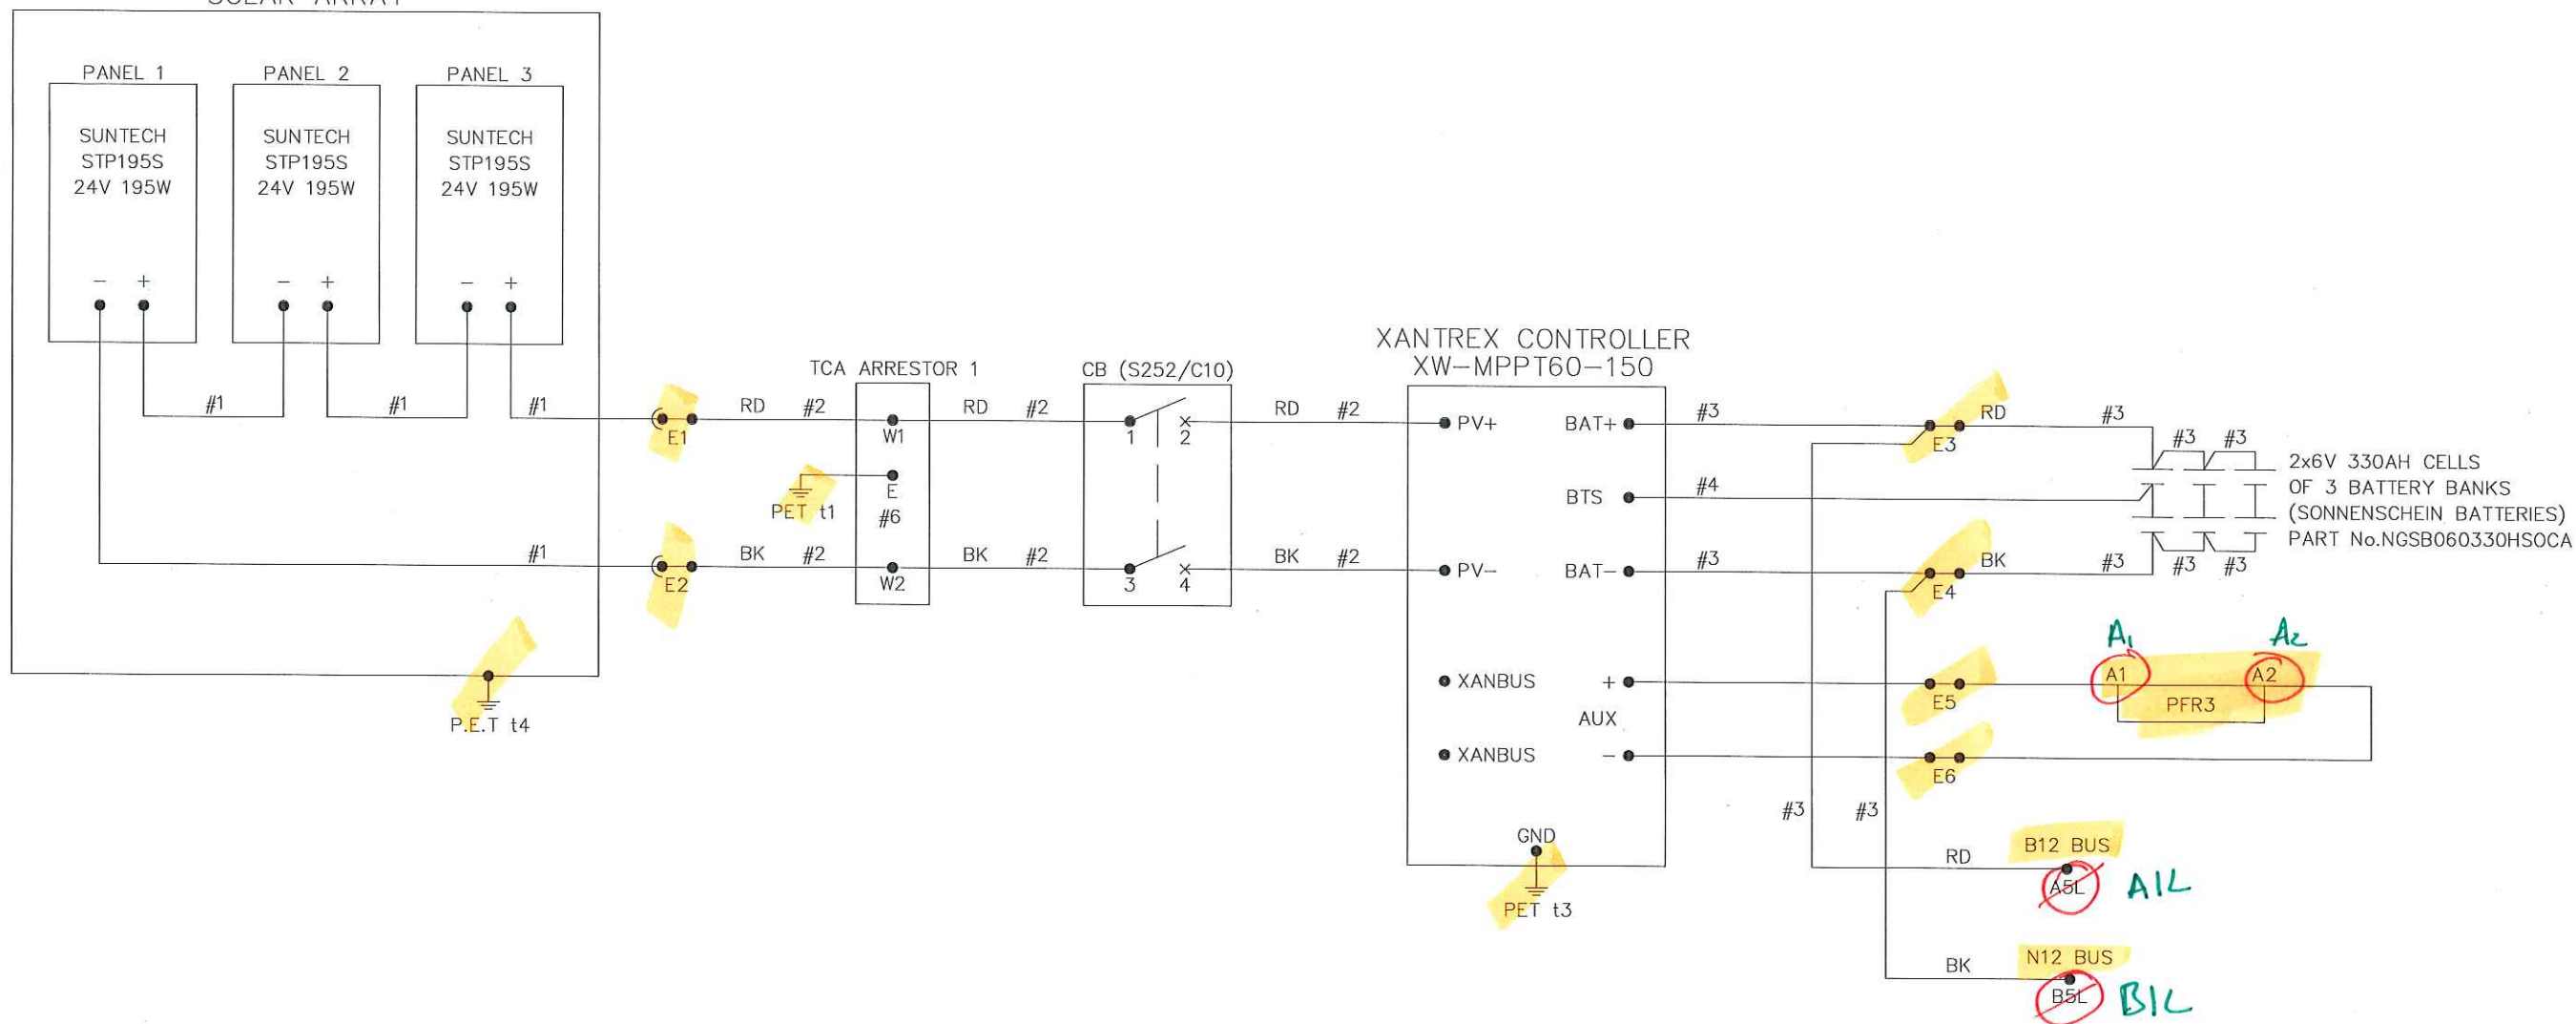 SOLAR ARRAY
PANEL 1
PANEL 2
PANEL 3
SUNTECH
STP195S
24V 195W
SUNTECH
STP195S
24V 195W
SUNTECH
STP195S
24V 195W
- +
- +
- +
#1
#1
#1
#1
P.E.T t4
E1
E2
RD #2
BK #2
TCA ARRESTOR 1
W1
E
#6
W2
PET t1
RD #2
BK #2
CB (S252/C10)
1 2
3 4
RD #2
BK #2
XANTREX CONTROLLER
XW-MPPT60-150
PV+ BAT+
BTS
PV- BAT-
XANBUS +
AUX
XANBUS -
GND
PET t3
#3
#4
#3
E3
RD #3
E4
BK #3
E5
E6
#3 #3
#3 #3
2x6V 330AH CELLS
OF 3 BATTERY BANKS
(SONNENSCHEIN BATTERIES)
PART No.NGSB060330HSOCA
A1 A2
A1 A2
PFR3
#3 #3
RD
B12 BUS
A5L A1L
BK
N12 BUS
B5L B1L